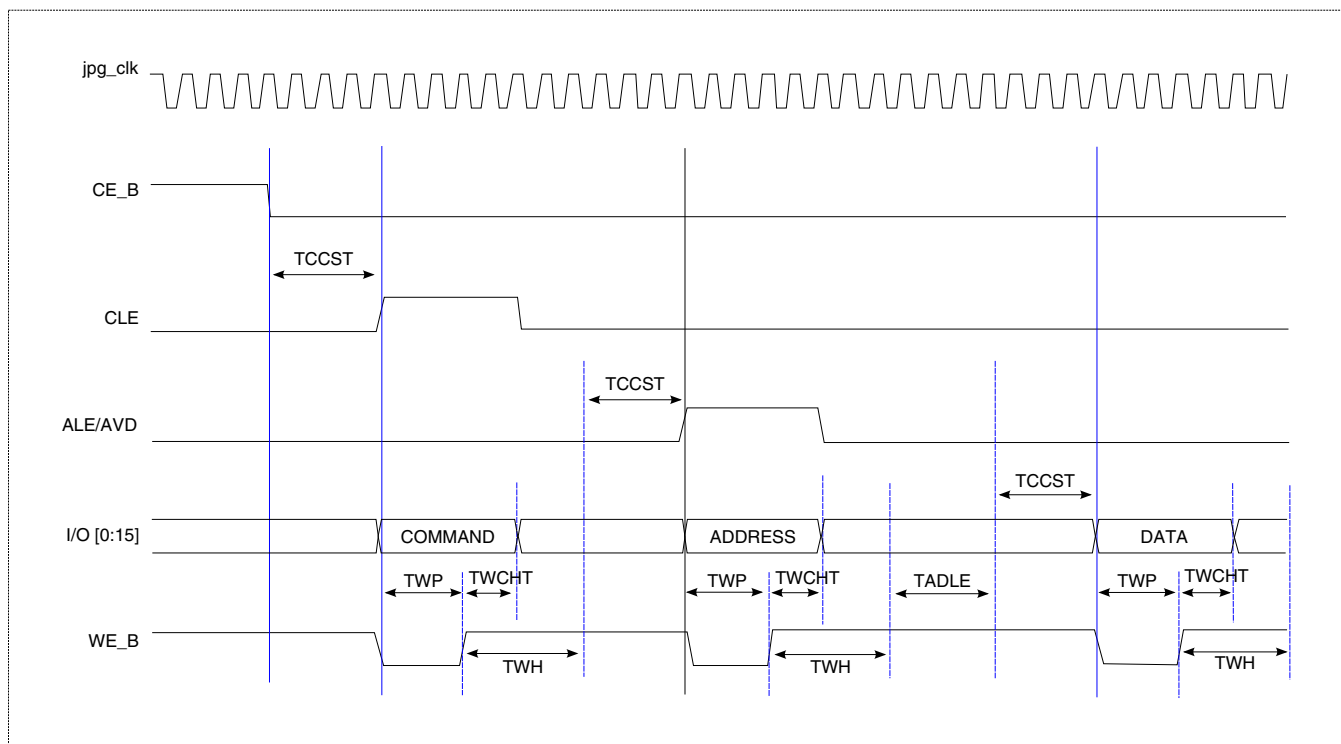 jpg_clk
CE_B
TCCST
CLE
TCCST
ALE/AVD
TCCST
I/O [0:15] COMMAND ADDRESS DATA
TWP TWCHT TWP TWCHT TADLE TWP TWCHT
WE_B
TWH TWH TWH